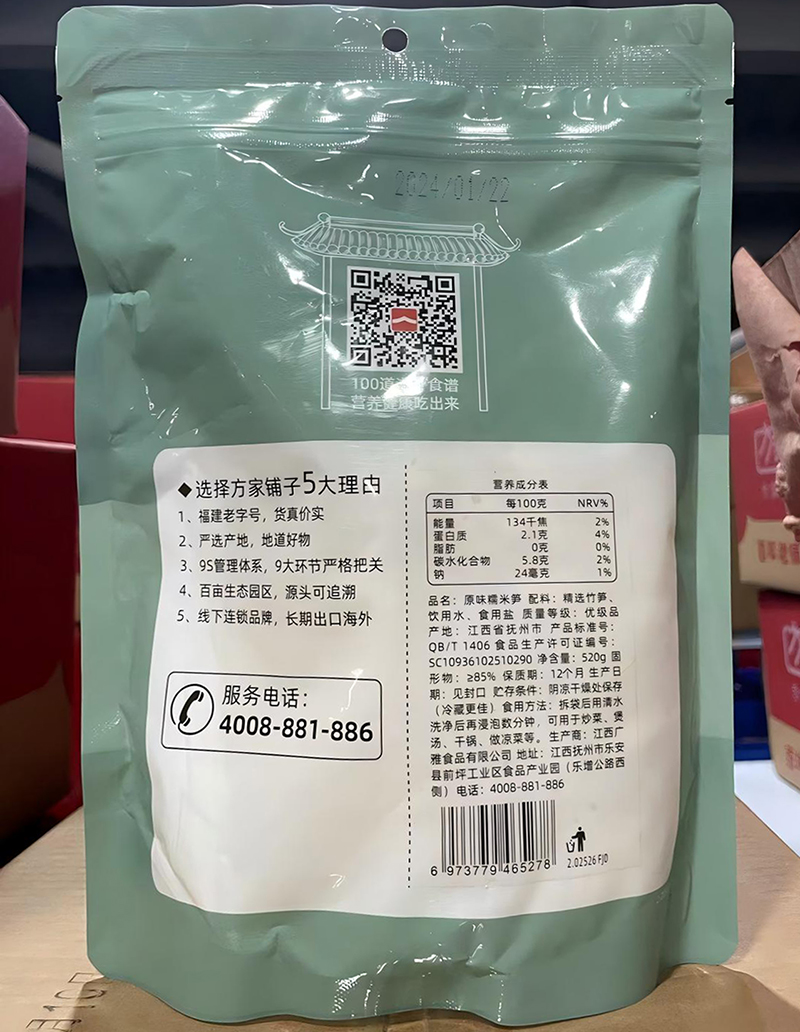 2024/01/22
100道 食谱
营养健康吃出来
◆选择方家铺子5大理由
1、福建老字号，货真价实
2、严选产地，地道好物
3、9S管理体系，9大环节严格把关
4、百亩生态园区，源头可追溯
5、线下连锁品牌，长期出口海外
服务电话：
4008-881-886
营养成分表
项目 每100克 NRV%
能量 134千焦 2%
蛋白质 2.1克 4%
脂肪 0克 0%
碳水化合物 5.8克 2%
钠 24毫克 1%
品名：原味糯米笋 配料：精选竹笋、
饮用水、食用盐 质量等级：优级品
产地：江西省抚州市 产品标准号：
QB/T 1406 食品生产许可证编号：
SC10936102510290 净含量：520g 固
形物：≥85% 保质期：12个月 生产日
期：见封口 贮存条件：阴凉干燥处保存
（冷藏更佳）食用方法：拆袋后用清水
洗净后再浸泡数分钟，可用于炒菜、煲
汤、干锅、做凉菜等。生产商：江西广
雅食品有限公司 地址：江西抚州市乐安
县前坪工业区食品产业园（乐增公路西
侧）电话：4008-881-886
6 973779 465278
2.02526 FJD